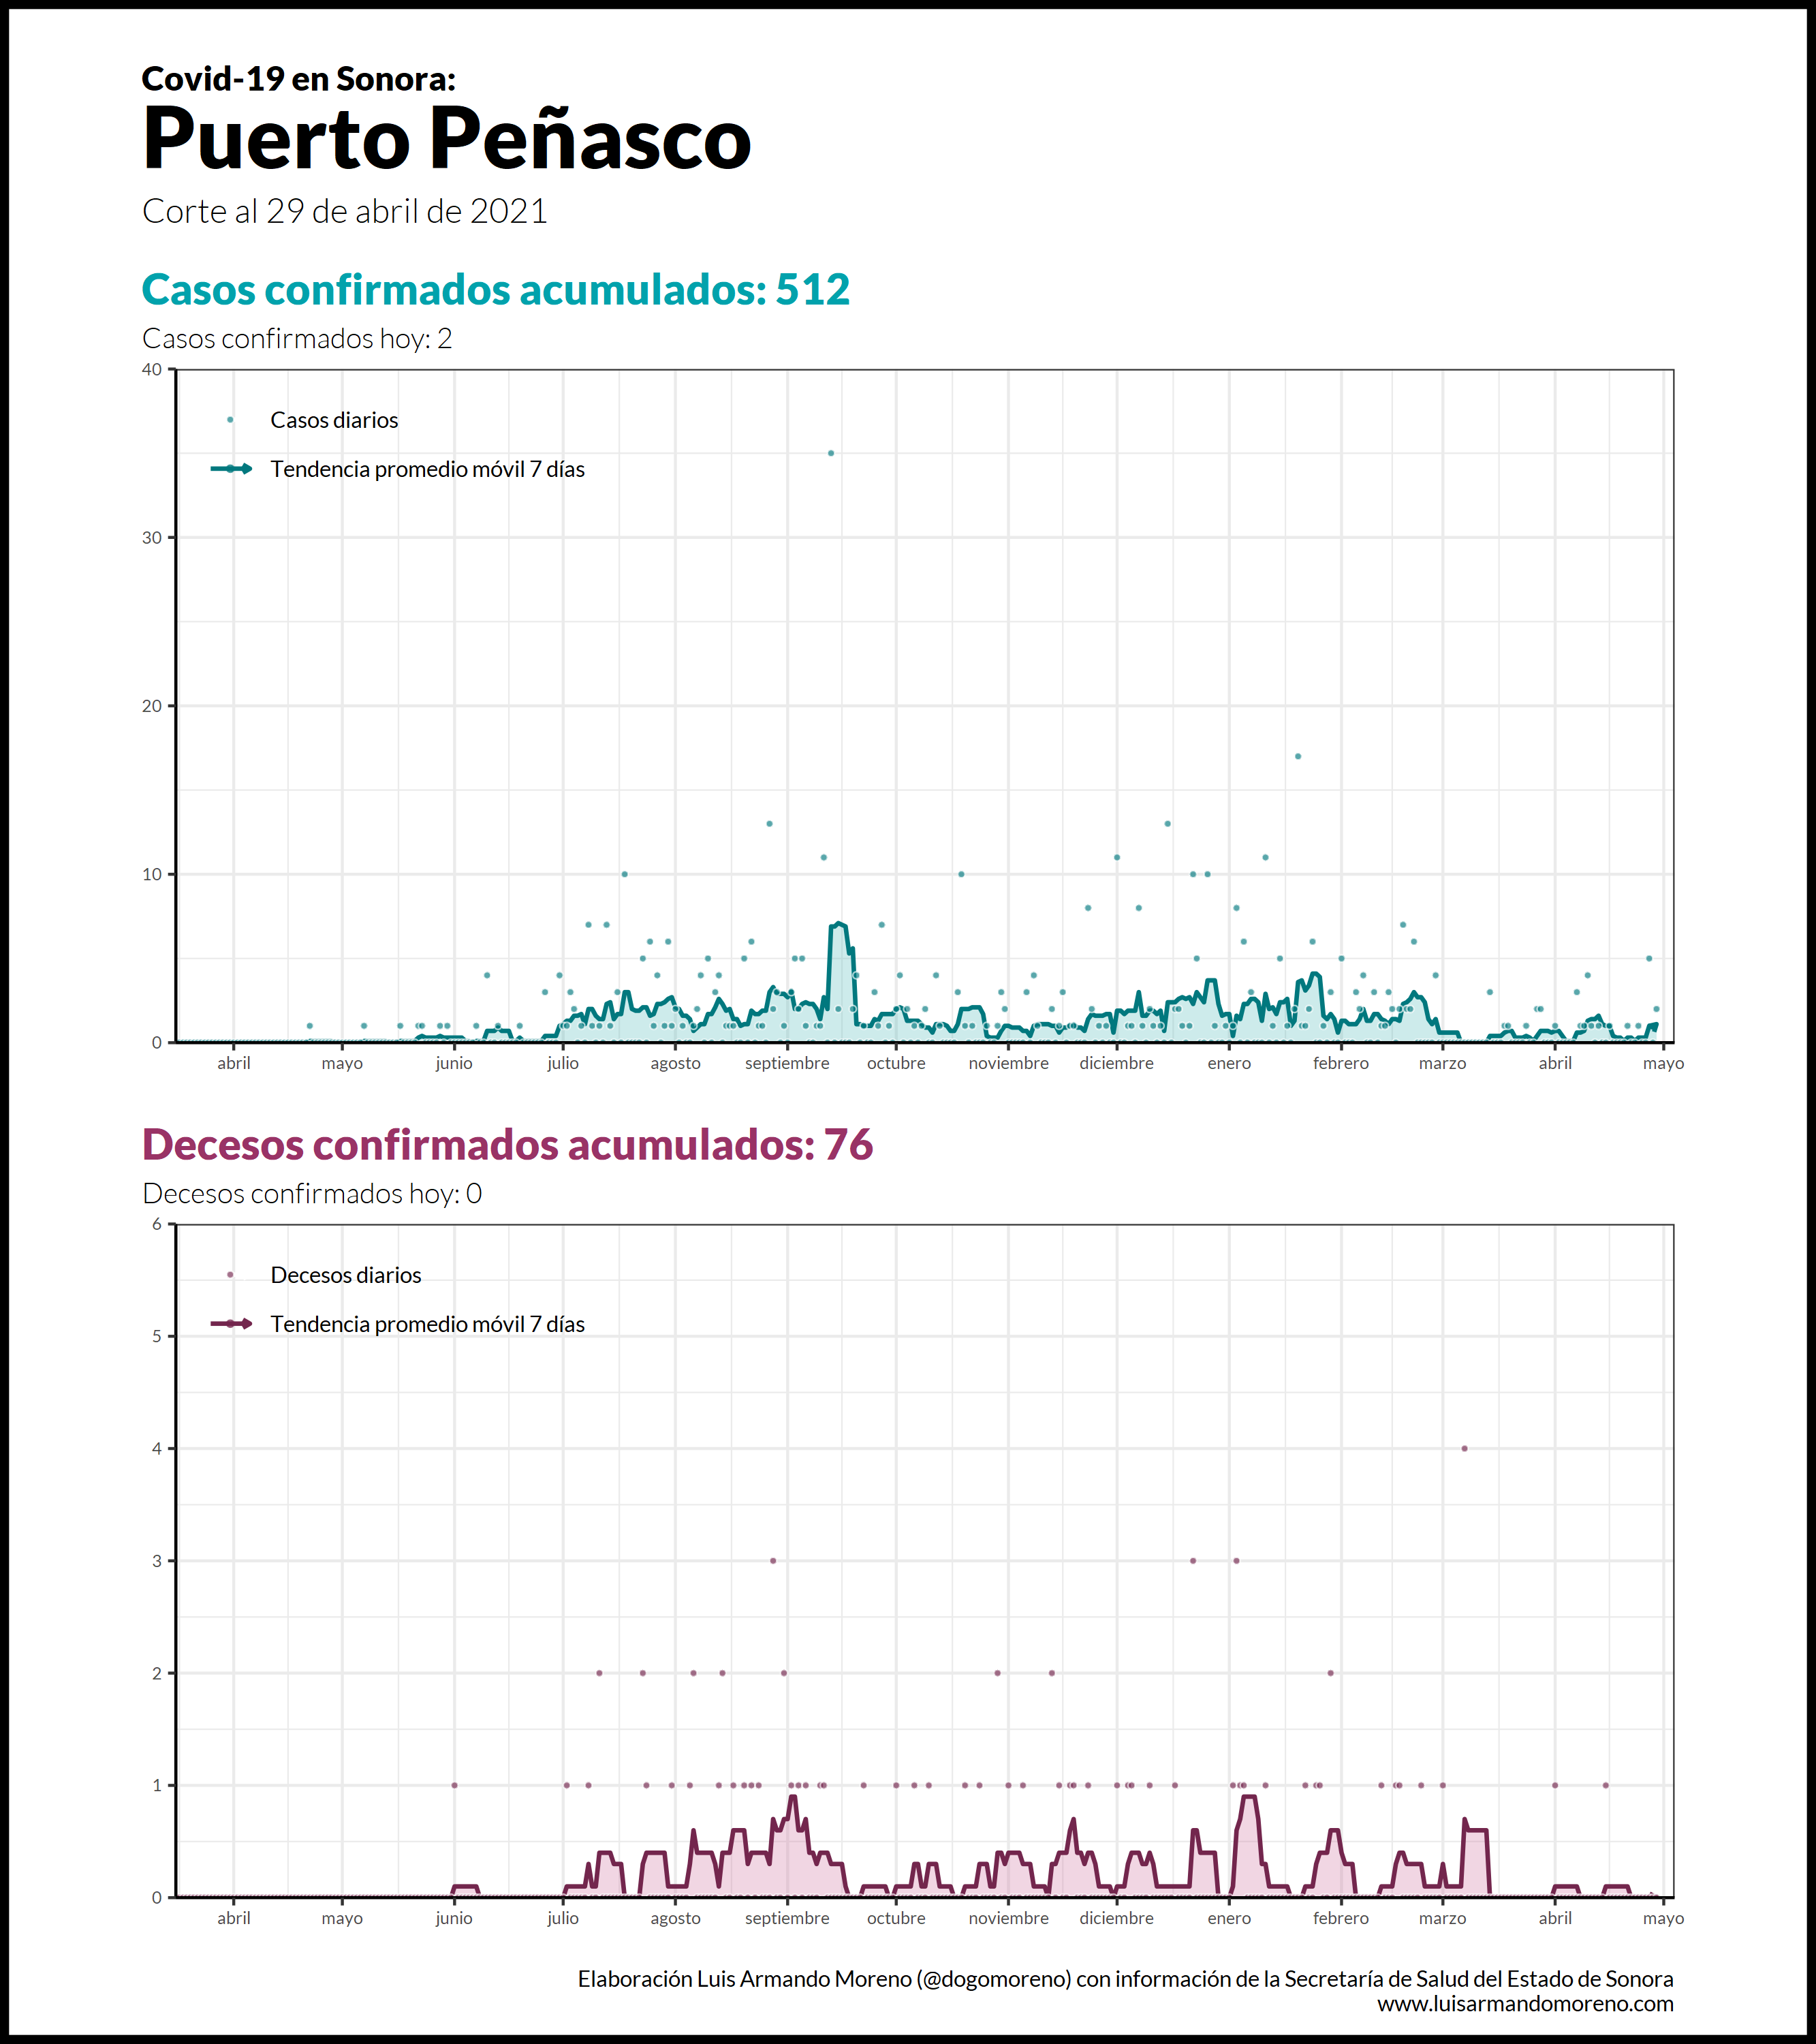 Covid-19 en Sonora:
Puerto Peñasco
Corte al 29 de abril de 2021
Casos confirmados acumulados: 512
Casos confirmados hoy: 2
40
30
20
10
0
Casos diarios
Tendencia promedio móvil 7 días
abril mayo junio julio agosto septiembre octubre noviembre diciembre enero febrero marzo abril mayo
Decesos confirmados acumulados: 76
Decesos confirmados hoy: 0
6
5
4
3
2
1
0
Decesos diarios
Tendencia promedio móvil 7 días
abril mayo junio julio agosto septiembre octubre noviembre diciembre enero febrero marzo abril mayo
Elaboración Luis Armando Moreno (@dogomoreno) con información de la Secretaría de Salud del Estado de Sonora
www.luisarmandomoreno.com